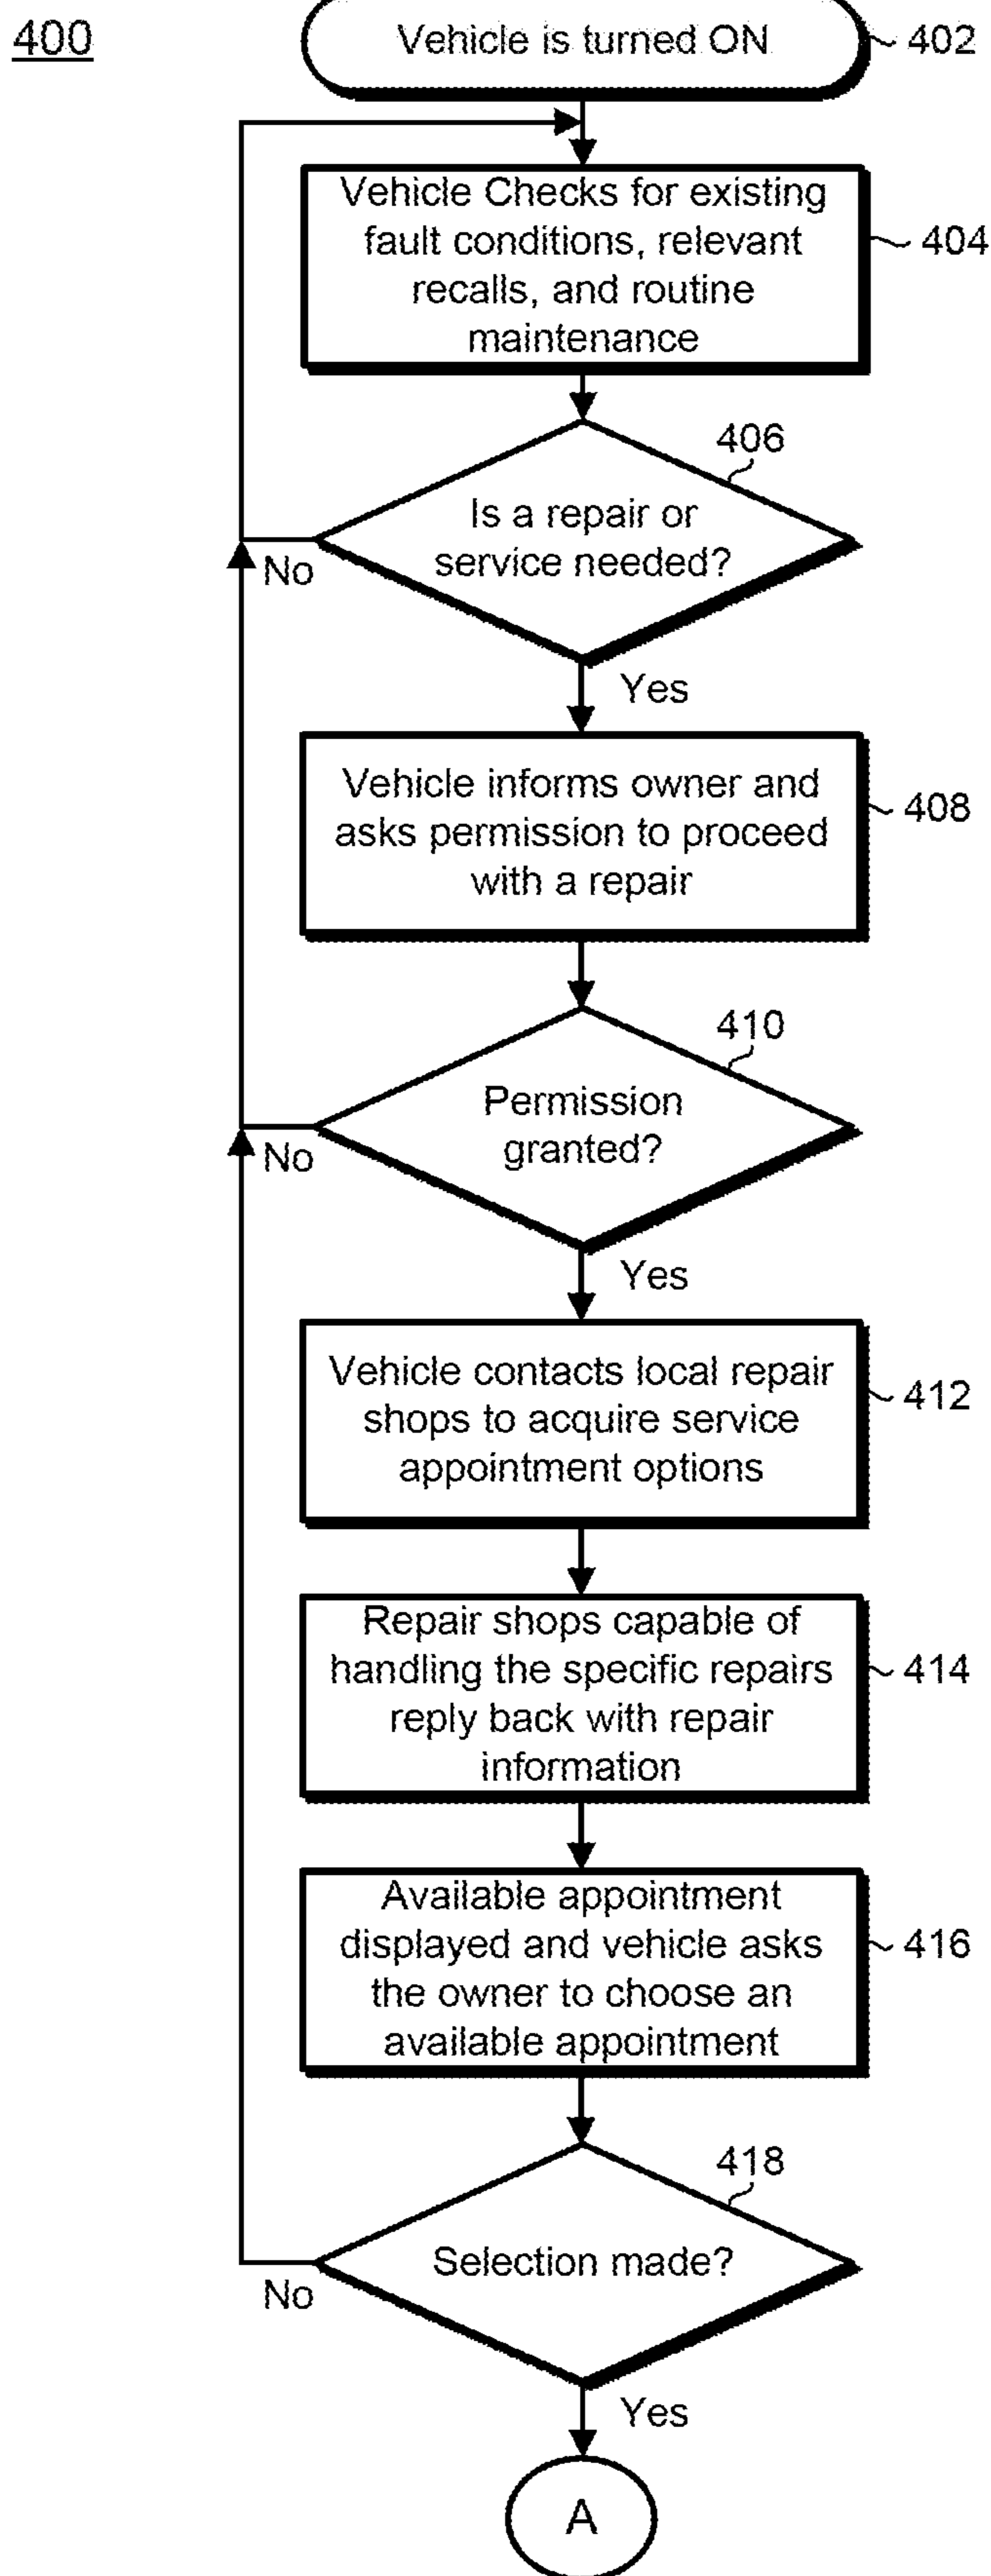 400
Vehicle is turned ON
402
Vehicle Checks for existing
fault conditions, relevant
recalls, and routine
maintenance
404
406
Is a repair or
service needed?
No
Yes
Vehicle informs owner and
asks permission to proceed
with a repair
408
410
Permission
granted?
No
Yes
Vehicle contacts local repair
shops to acquire service
appointment options
412
Repair shops capable of
handling the specific repairs
reply back with repair
information
414
Available appointment
displayed and vehicle asks
the owner to choose an
available appointment
416
418
Selection made?
No
Yes
A